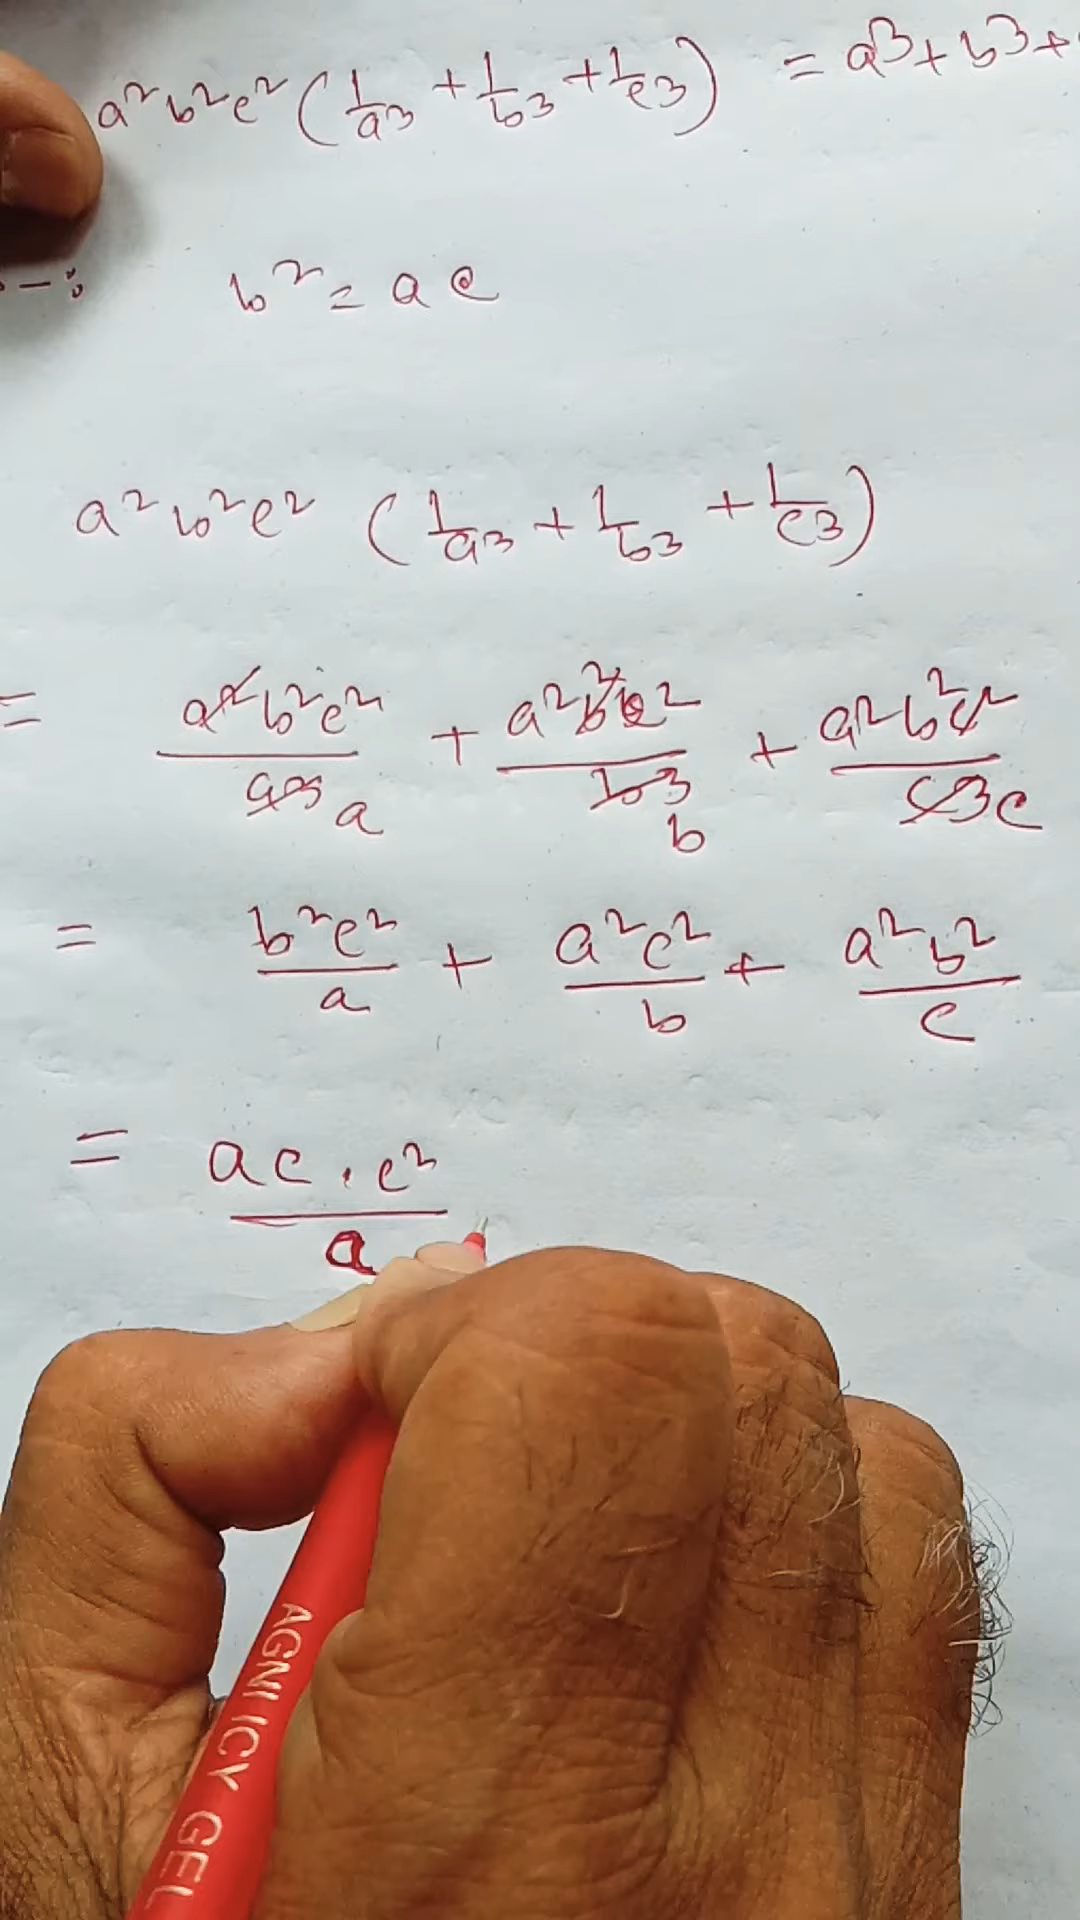 a²b²c²(1/a3 + 1/b3 + 1/c3) = a3 + b3 +
-: b² = ac
a²b²c² (1/a3 + 1/b3 + 1/c3)
= a²b²c²/a3 a + a²b²c²/b3 b + a²b²c²/c3 c
= b²c²/a + a²c²/b + a²b²/c
= ac . c²/a
AGNI ICY GEL